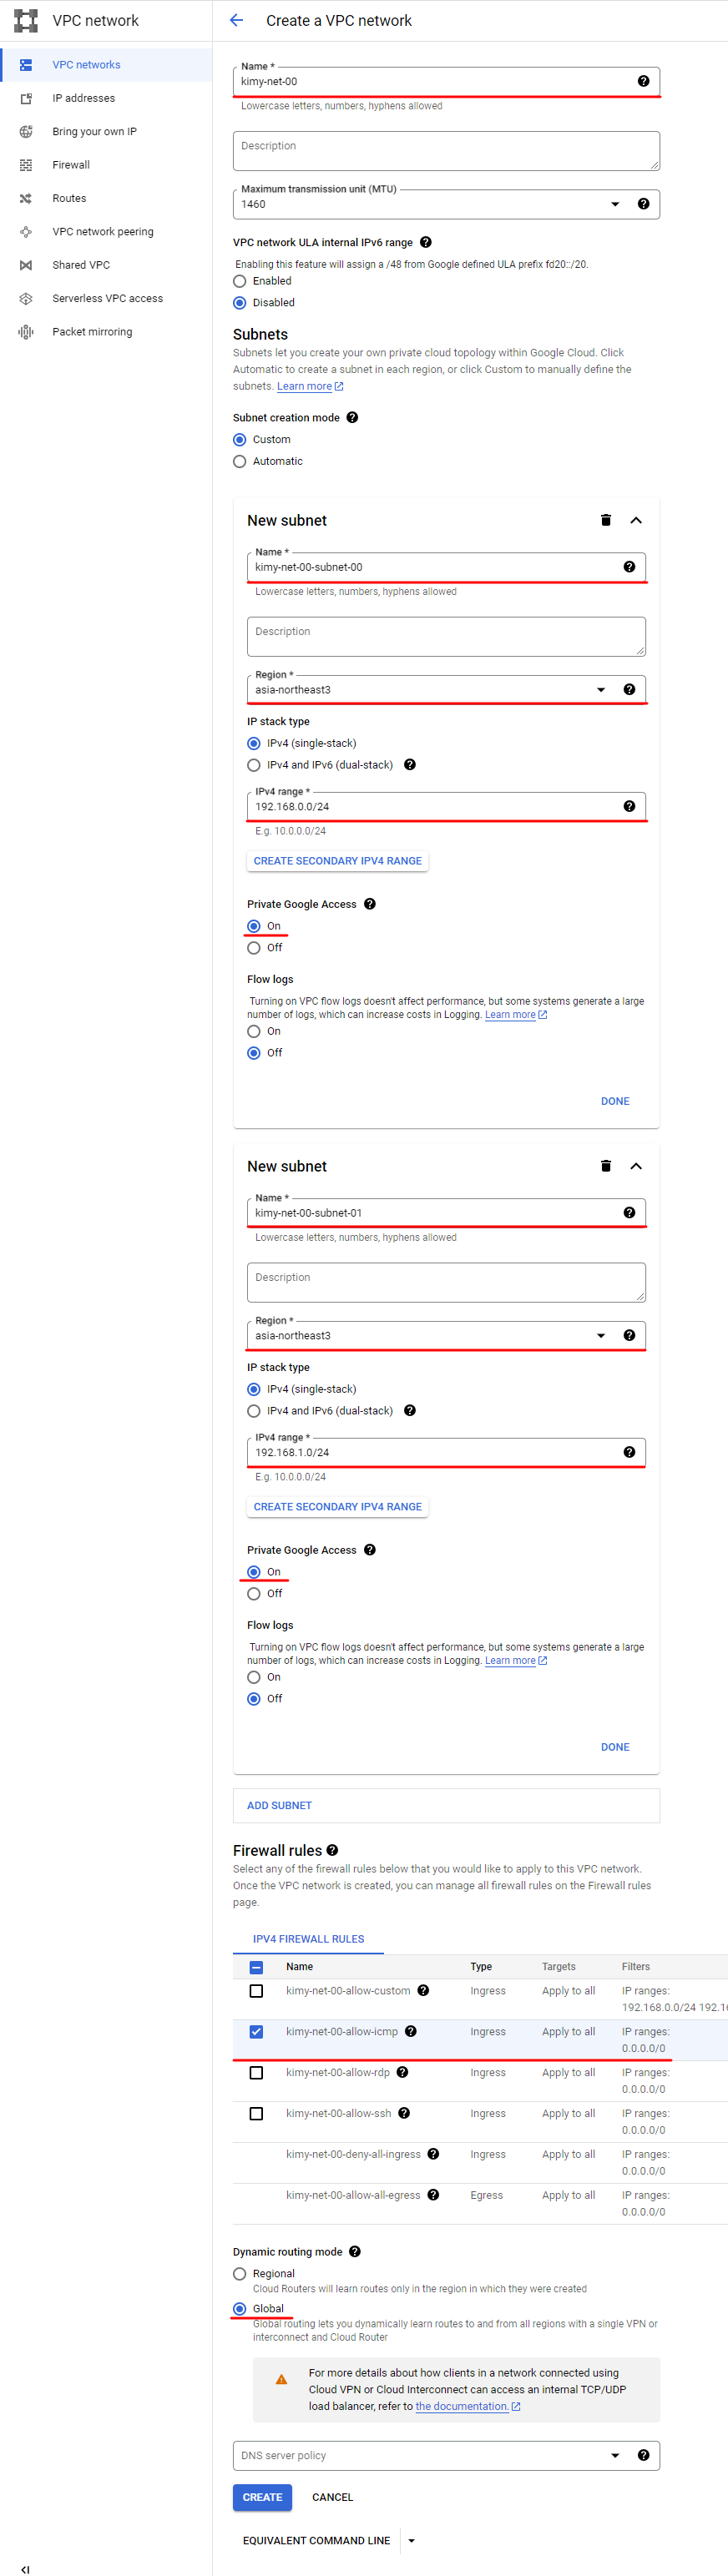 VPC network
VPC networks
IP addresses
Bring your own IP
Firewall
Routes
VPC network peering
Shared VPC
Serverless VPC access
Packet mirroring
Create a VPC network
Name *
kimy-net-00
Lowercase letters, numbers, hyphens allowed
Description
Maximum transmission unit (MTU)
1460
VPC network ULA internal IPv6 range
Enabling this feature will assign a /48 from Google defined ULA prefix fd20::/20.
Enabled
Disabled
Subnets
Subnets let you create your own private cloud topology within Google Cloud. Click
Automatic to create a subnet in each region, or click Custom to manually define the
subnets. Learn more
Subnet creation mode
Custom
Automatic
New subnet
Name *
kimy-net-00-subnet-00
Lowercase letters, numbers, hyphens allowed
Description
Region *
asia-northeast3
IP stack type
IPv4 (single-stack)
IPv4 and IPv6 (dual-stack)
IPv4 range *
192.168.0.0/24
E.g. 10.0.0.0/24
CREATE SECONDARY IPV4 RANGE
Private Google Access
On
Off
Flow logs
Turning on VPC flow logs doesn't affect performance, but some systems generate a large
number of logs, which can increase costs in Logging. Learn more
On
Off
DONE
New subnet
Name *
kimy-net-00-subnet-01
Lowercase letters, numbers, hyphens allowed
Description
Region *
asia-northeast3
IP stack type
IPv4 (single-stack)
IPv4 and IPv6 (dual-stack)
IPv4 range *
192.168.1.0/24
E.g. 10.0.0.0/24
CREATE SECONDARY IPV4 RANGE
Private Google Access
On
Off
Flow logs
Turning on VPC flow logs doesn't affect performance, but some systems generate a large
number of logs, which can increase costs in Logging. Learn more
On
Off
DONE
ADD SUBNET
Firewall rules
Select any of the firewall rules below that you would like to apply to this VPC network.
Once the VPC network is created, you can manage all firewall rules on the Firewall rules
page.
IPV4 FIREWALL RULES
Name Type Targets Filters
kimy-net-00-allow-custom Ingress Apply to all IP ranges:
192.168.0.0/24 192.16
kimy-net-00-allow-icmp Ingress Apply to all IP ranges:
0.0.0.0/0
kimy-net-00-allow-rdp Ingress Apply to all IP ranges:
0.0.0.0/0
kimy-net-00-allow-ssh Ingress Apply to all IP ranges:
0.0.0.0/0
kimy-net-00-deny-all-ingress Ingress Apply to all IP ranges:
0.0.0.0/0
kimy-net-00-allow-all-egress Egress Apply to all IP ranges:
0.0.0.0/0
Dynamic routing mode
Regional
Cloud Routers will learn routes only in the region in which they were created
Global
Global routing lets you dynamically learn routes to and from all regions with a single VPN or
interconnect and Cloud Router
For more details about how clients in a network connected using
Cloud VPN or Cloud Interconnect can access an internal TCP/UDP
load balancer, refer to the documentation.
DNS server policy
CREATE CANCEL
EQUIVALENT COMMAND LINE